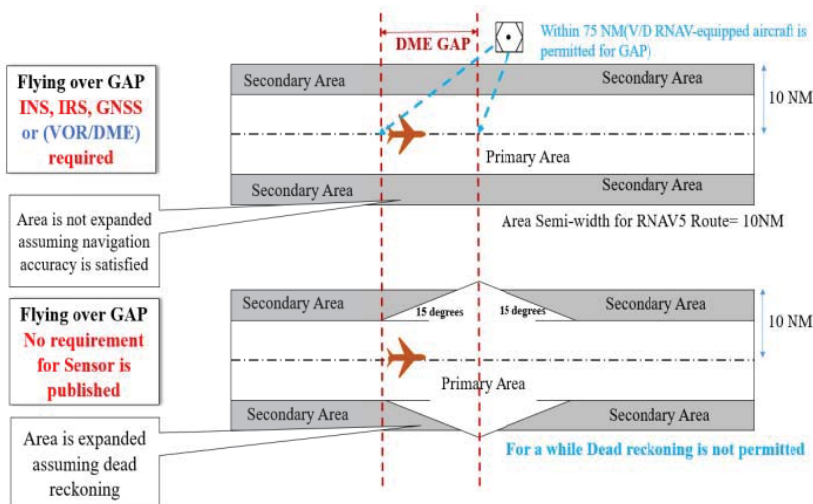 DME GAP
Within 75 NM(V/D RNAV-equipped aircraft is
permitted for GAP)
Flying over GAP
INS, IRS, GNSS
or (VOR/DME)
required
Secondary Area
Secondary Area
10 NM
Primary Area
Secondary Area
Secondary Area
Area is not expanded
assuming navigation
accuracy is satisfied
Area Semi-width for RNAV5 Route= 10NM
Flying over GAP
No requirement
for Sensor is
published
Secondary Area
15 degrees
15 degrees
Secondary Area
10 NM
Primary Area
Secondary Area
Secondary Area
Area is expanded
assuming dead
reckoning
For a while Dead reckoning is not permitted